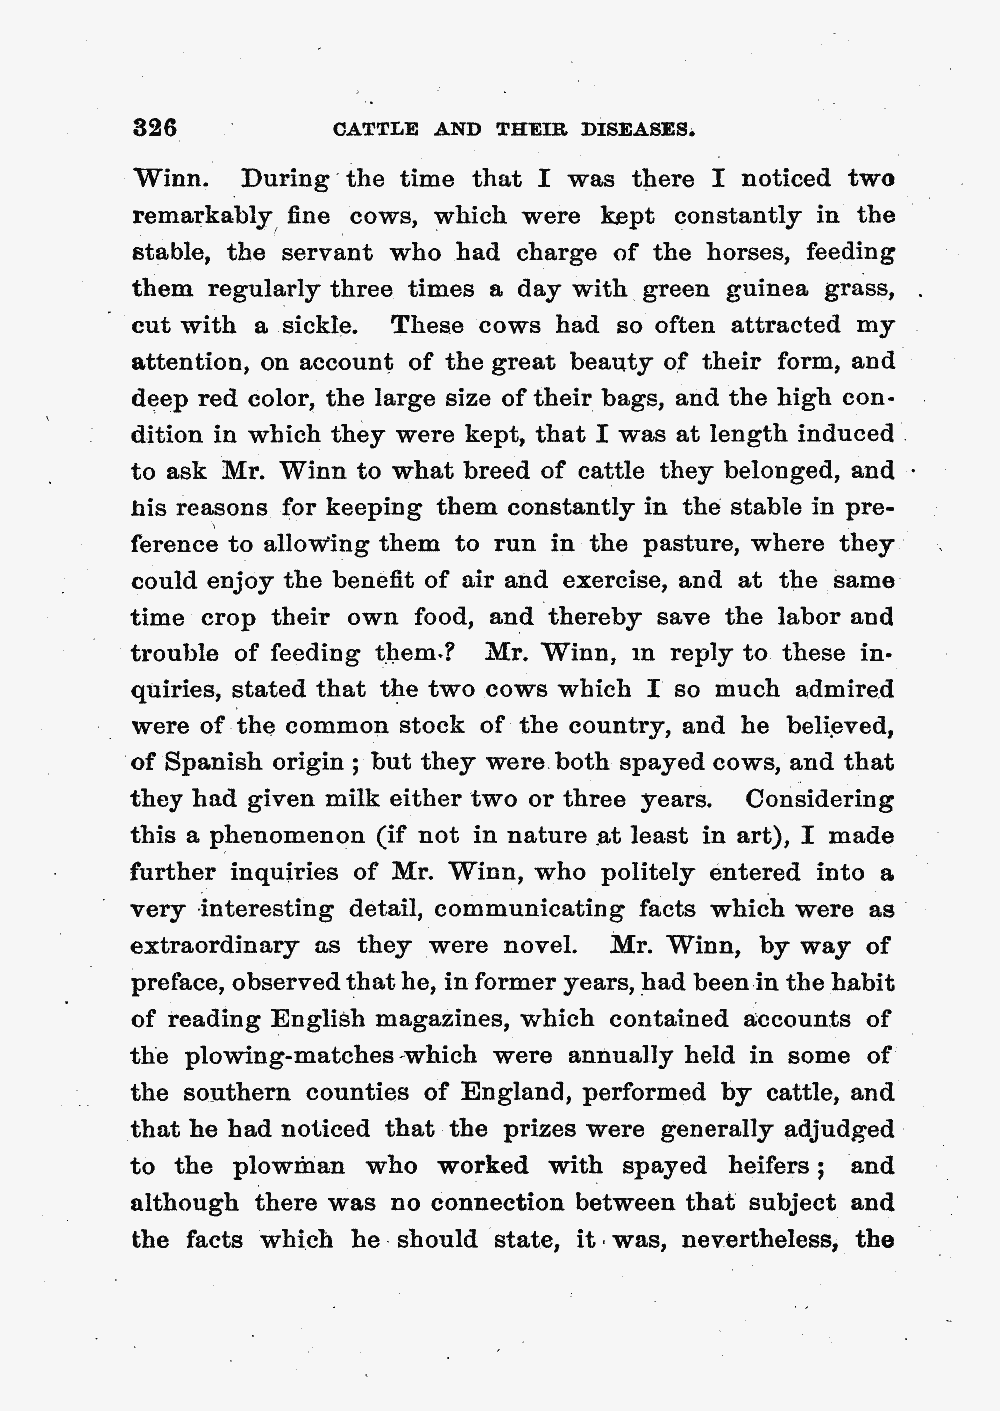 326 CATTLE AND THEIR DISEASES.
Winn. During the time that I was there I noticed two
remarkably fine cows, which were kept constantly in the
stable, the servant who had charge of the horses, feeding
them regularly three times a day with green guinea grass,
cut with a sickle. These cows had so often attracted my
attention, on account of the great beauty of their form, and
deep red color, the large size of their bags, and the high con-
dition in which they were kept, that I was at length induced
to ask Mr. Winn to what breed of cattle they belonged, and
his reasons for keeping them constantly in the stable in pre-
ference to allowing them to run in the pasture, where they
could enjoy the benefit of air and exercise, and at the same
time crop their own food, and thereby save the labor and
trouble of feeding them.? Mr. Winn, in reply to these in-
quiries, stated that the two cows which I so much admired
were of the common stock of the country, and he believed,
of Spanish origin ; but they were both spayed cows, and that
they had given milk either two or three years. Considering
this a phenomenon (if not in nature at least in art), I made
further inquiries of Mr. Winn, who politely entered into a
very interesting detail, communicating facts which were as
extraordinary as they were novel. Mr. Winn, by way of
preface, observed that he, in former years, had been in the habit
of reading English magazines, which contained accounts of
the plowing-matches which were annually held in some of
the southern counties of England, performed by cattle, and
that he had noticed that the prizes were generally adjudged
to the plowman who worked with spayed heifers ; and
although there was no connection between that subject and
the facts which he should state, it was, nevertheless, the